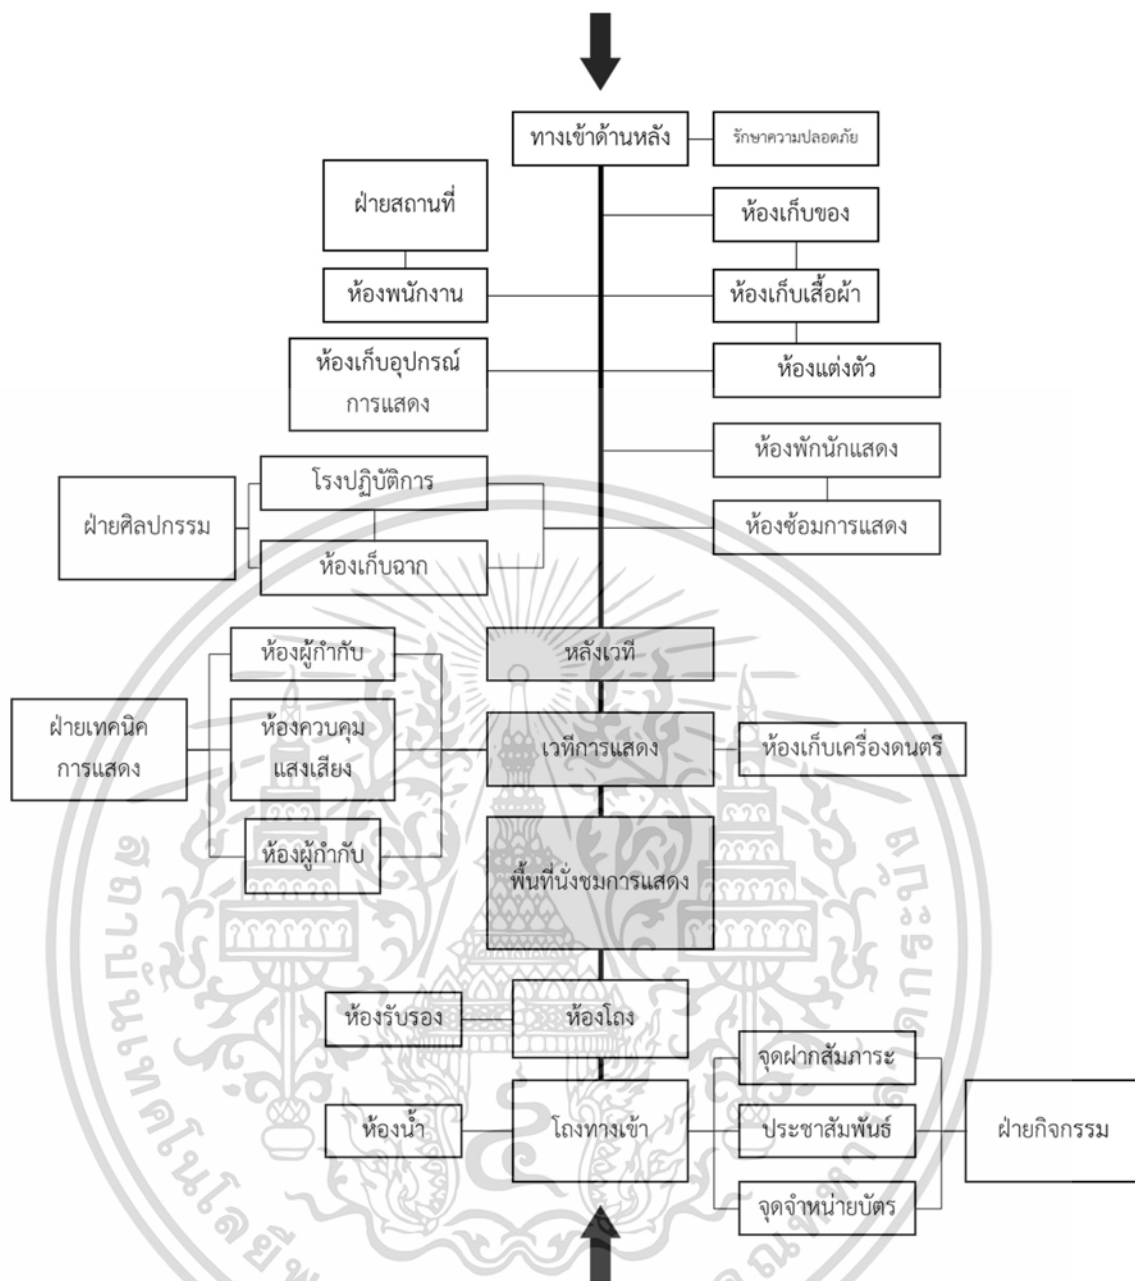 ทางเข้าด้านหลัง
รักษาความปลอดภัย
ฝ่ายสถานที่
ห้องเก็บของ
ห้องพนักงาน
ห้องเก็บเสื้อผ้า
ห้องเก็บอุปกรณ์
การแสดง
ห้องแต่งตัว
ห้องพักนักแสดง
โรงปฏิบัติการ
ฝ่ายศิลปกรรม
ห้องซ้อมการแสดง
ห้องเก็บฉาก
ห้องผู้กำกับ
หลังเวที
ฝ่ายเทคนิค
การแสดง
ห้องควบคุม
แสงเสียง
เวทีการแสดง
ห้องเก็บเครื่องดนตรี
ห้องผู้กำกับ
พื้นที่นั่งชมการแสดง
ห้องรับรอง
ห้องโถง
จุดฝากสัมภาระ
ห้องน้ำ
โถงทางเข้า
ประชาสัมพันธ์
ฝ่ายกิจกรรม
จุดจำหน่ายบัตร